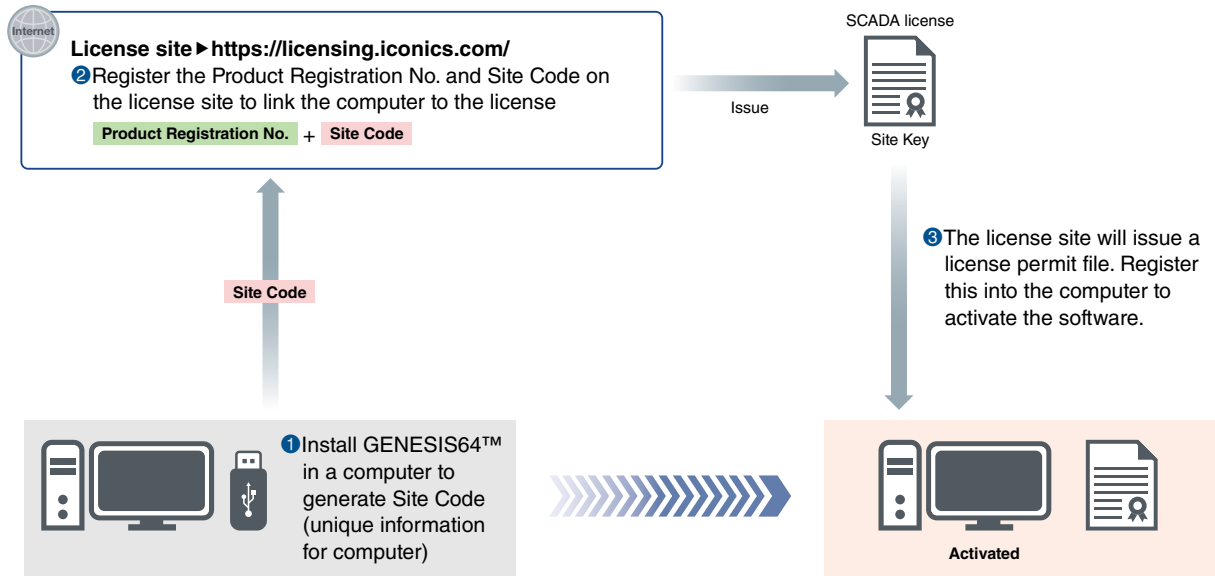 Internet
License site▶https://licensing.iconics.com/
❷Register the Product Registration No. and Site Code on
the license site to link the computer to the license
Product Registration No. + Site Code
Issue
SCADA license
Site Key
Site Code
❸The license site will issue a
license permit file. Register
this into the computer to
activate the software.
❶Install GENESIS64™
in a computer to
generate Site Code
(unique information
for computer)
Activated